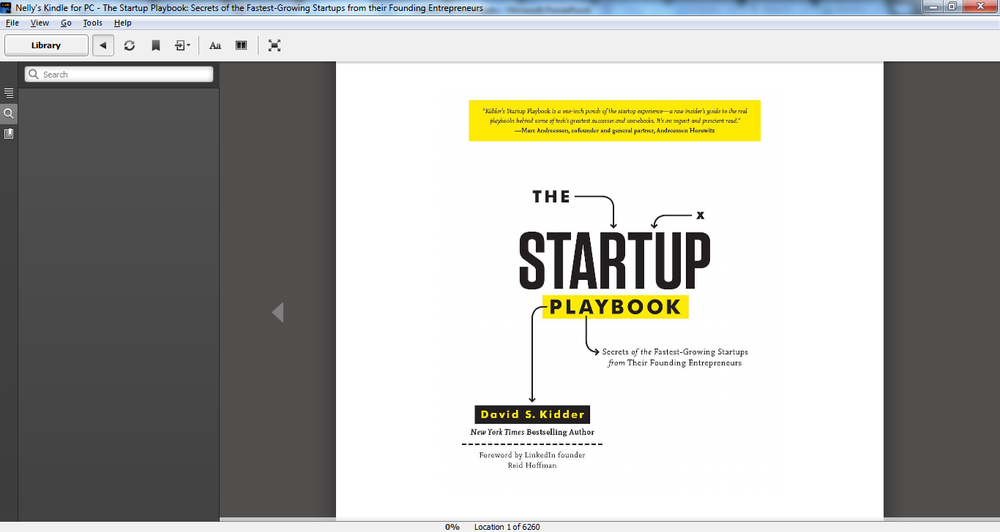 Nelly's Kindle for PC - The Startup Playbook: Secrets of the Fastest-Growing Startups from their Founding Entrepreneurs
File View Go Tools Help
Library
Aa
Search
“Kidder's Startup Playbook is a one-inch punch of the startup experience—a raw insider's guide to the real
playbooks behind some of tech's greatest successes and comebacks. It's an urgent and prescient read.”
—Marc Andreessen, cofounder and general partner, Andreessen Horowitz
THE
X
STARTUP
PLAYBOOK
Secrets of the Fastest-Growing Startups
from Their Founding Entrepreneurs
David S. Kidder
New York Times Bestselling Author
Foreword by LinkedIn founder
Reid Hoffman
0% Location 1 of 6260